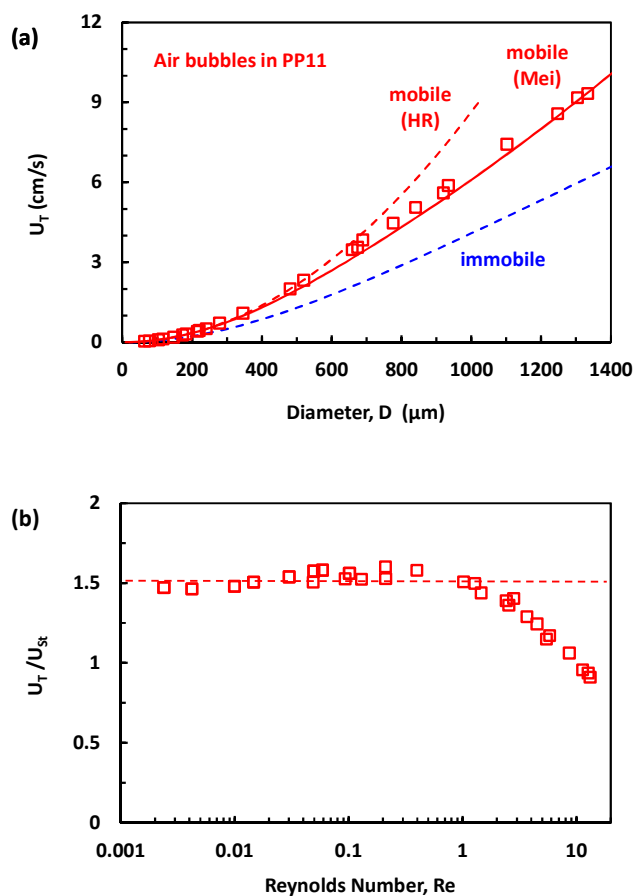 (a)
12
9
6
3
0
U_T (cm/s)
Air bubbles in PP11
mobile
(HR)
mobile
(Mei)
immobile
0 200 400 600 800 1000 1200 1400
Diameter, D (µm)
(b)
2
1.5
1
0.5
0
U_T /U_St
0.001 0.01 0.1 1 10
Reynolds Number, Re